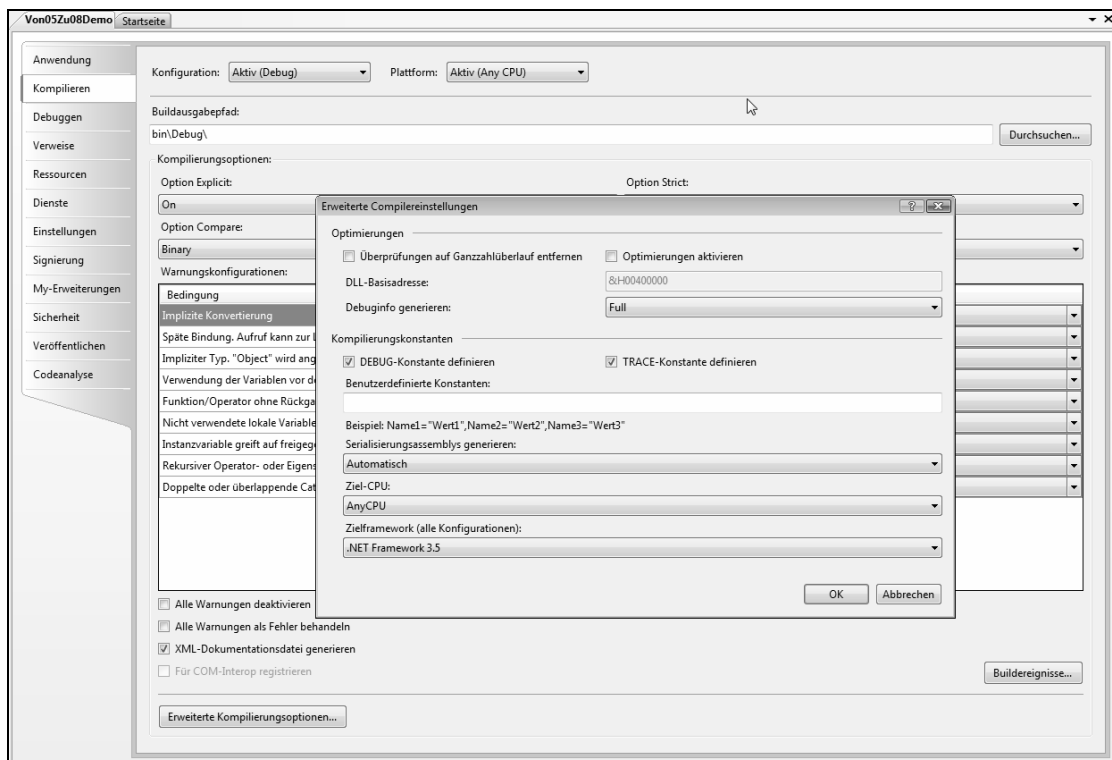 Von05Zu08Demo Startseite
Anwendung
Kompilieren
Debuggen
Verweise
Ressourcen
Dienste
Einstellungen
Signierung
My-Erweiterungen
Sicherheit
Veröffentlichen
Codeanalyse
Konfiguration: Aktiv (Debug) Plattform: Aktiv (Any CPU)
Buildausgabepfad:
bin\Debug\ Durchsuchen...
Kompilierungsoptionen:
Option Explicit: Option Strict:
On
Option Compare:
Binary
Warnungskonfigurationen:
Bedingung
Implizite Konvertierung
Späte Bindung. Aufruf kann zur
Impliziter Typ. "Object" wird ang
Verwendung der Variablen vor de
Funktion/Operator ohne Rückga
Nicht verwendete lokale Variable
Instanzvariable greift auf freigege
Rekursiver Operator- oder Eigens
Doppelte oder überlappende Cat
Erweiterte Compilereinstellungen
Optimierungen
Überprüfungen auf Ganzzahlüberlauf entfernen Optimierungen aktivieren
DLL-Basisadresse: &H00400000
Debuginfo generieren: Full
Kompilierungskonstanten
DEBUG-Konstante definieren TRACE-Konstante definieren
Benutzerdefinierte Konstanten:
Beispiel: Name1="Wert1",Name2="Wert2",Name3="Wert3"
Serialisierungsassemblys generieren:
Automatisch
Ziel-CPU:
AnyCPU
Zielframework (alle Konfigurationen):
.NET Framework 3.5
OK Abbrechen
Alle Warnungen deaktivieren
Alle Warnungen als Fehler behandeln
XML-Dokumentationsdatei generieren
Für COM-Interop registrieren
Buildereignisse...
Erweiterte Kompilierungsoptionen...